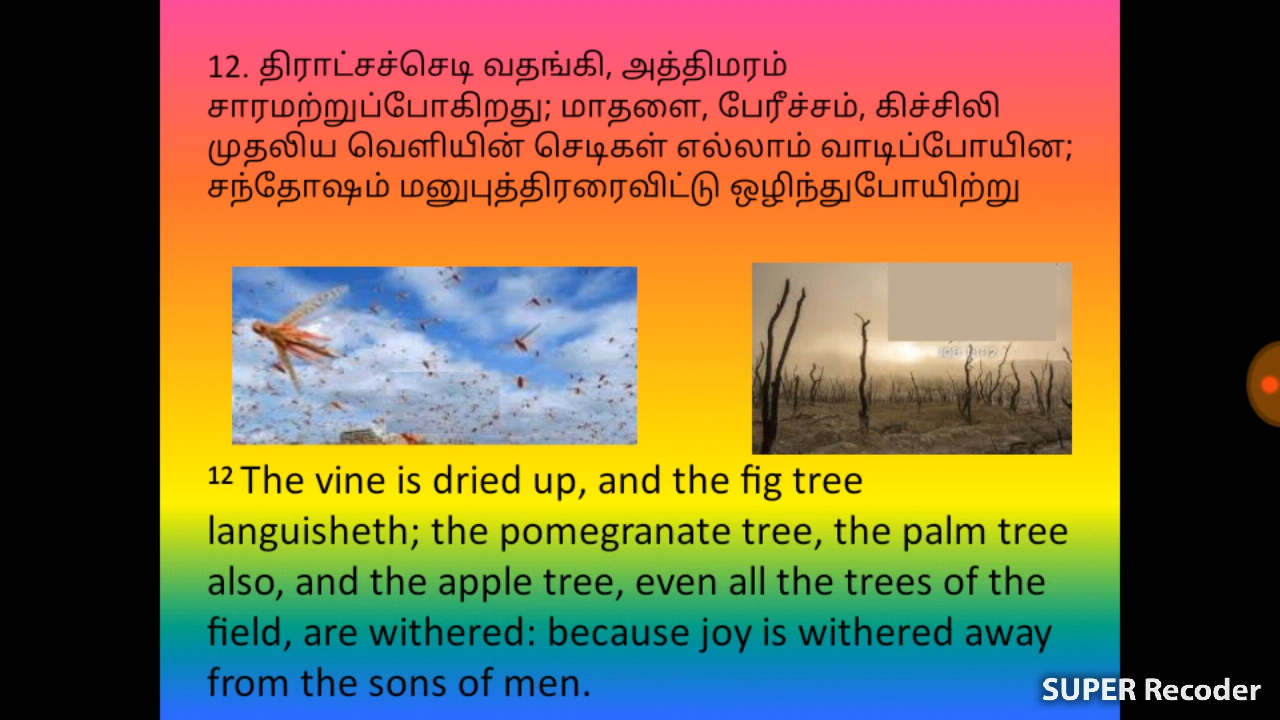 12. திராட்சச்செடி வதங்கி, அத்திமரம்
சாரமற்றுப்போகிறது; மாதளை, பேரீச்சம், கிச்சிலி
முதலிய வெளியின் செடிகள் எல்லாம் வாடிப்போயின;
சந்தோஷம் மனுபுத்திரரைவிட்டு ஒழிந்துபோயிற்று
12 The vine is dried up, and the fig tree
languisheth; the pomegranate tree, the palm tree
also, and the apple tree, even all the trees of the
field, are withered: because joy is withered away
from the sons of men.
SUPER Recoder